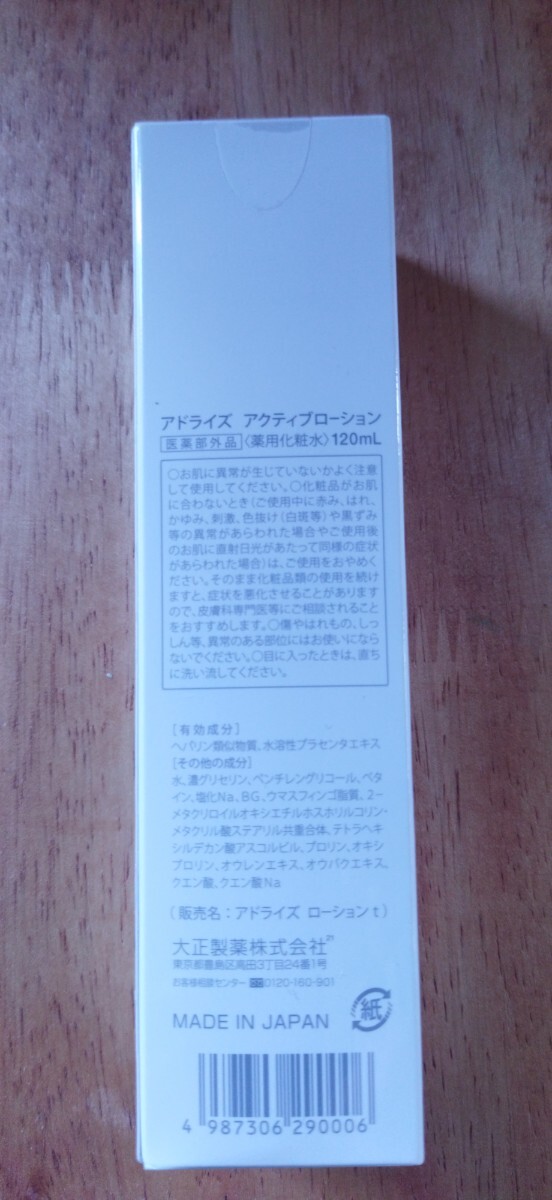 アドライズ アクティブローション
医薬部外品 〈薬用化粧水〉 120mL
○お肌に異常が生じていないかよく注意
して使用してください。○化粧品がお肌
に合わないとき(ご使用中に赤み、はれ、
かゆみ、刺激、色抜け(白斑等)や黒ずみ
等の異常があらわれた場合やご使用後
のお肌に直射日光があたって同様の症状
があらわれた場合)は、ご使用をおやめく
ださい。そのまま化粧品類の使用を続け
ますと、症状を悪化させることがあります
ので、皮膚科専門医等にご相談されること
をおすすめします。○傷やはれもの、しっ
しん等、異常のある部位にはお使いになら
ないでください。○目に入ったときは、直ち
に洗い流してください。
[有効成分]
ヘパリン類似物質、水溶性プラセンタエキス
[その他の成分]
水、濃グリセリン、ペンチレングリコール、ベタ
イン、塩化Na、BG、ウマスフィンゴ脂質、2-
メタクリロイルオキシエチルホスホリルコリン・
メタクリル酸ステアリル共重合体、テトラヘキ
シルデカン酸アスコルビル、プロリン、オキシ
プロリン、オウレンエキス、オウバクエキス、
クエン酸、クエン酸Na
(販売名:アドライズ ローションt)
大正製薬株式会社
東京都豊島区高田3丁目24番1号
お客様相談センター 0120-160-901
MADE IN JAPAN 紙
4 987306 290006